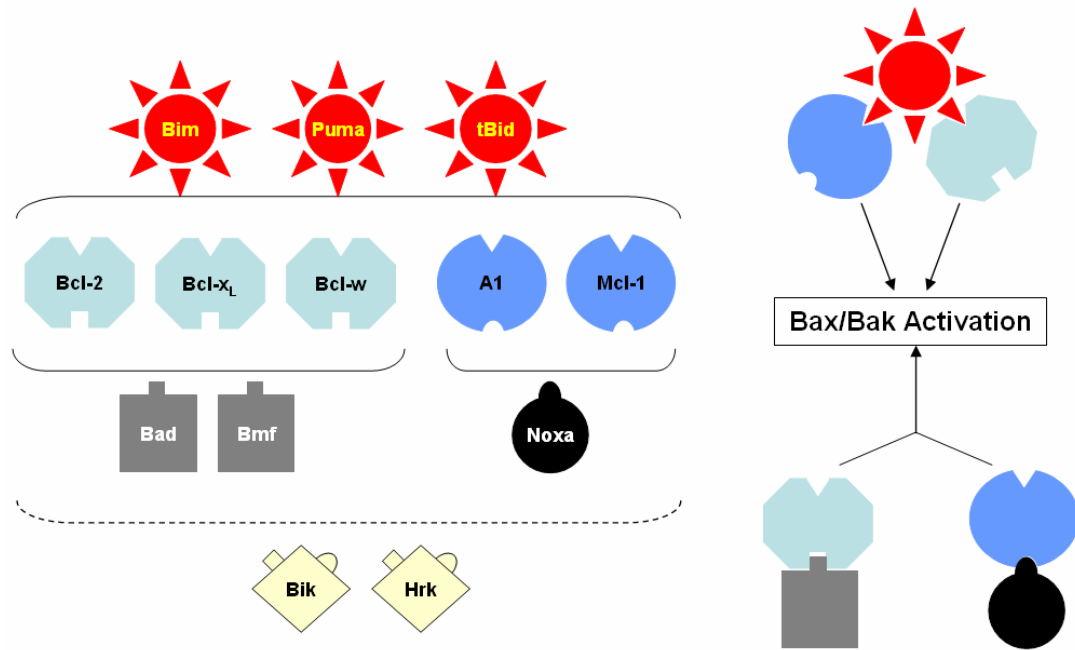 Bim Puma tBid
Bcl-2 Bcl-xL Bcl-w A1 Mcl-1
Bax/Bak Activation
Bad Bmf Noxa
Bik Hrk